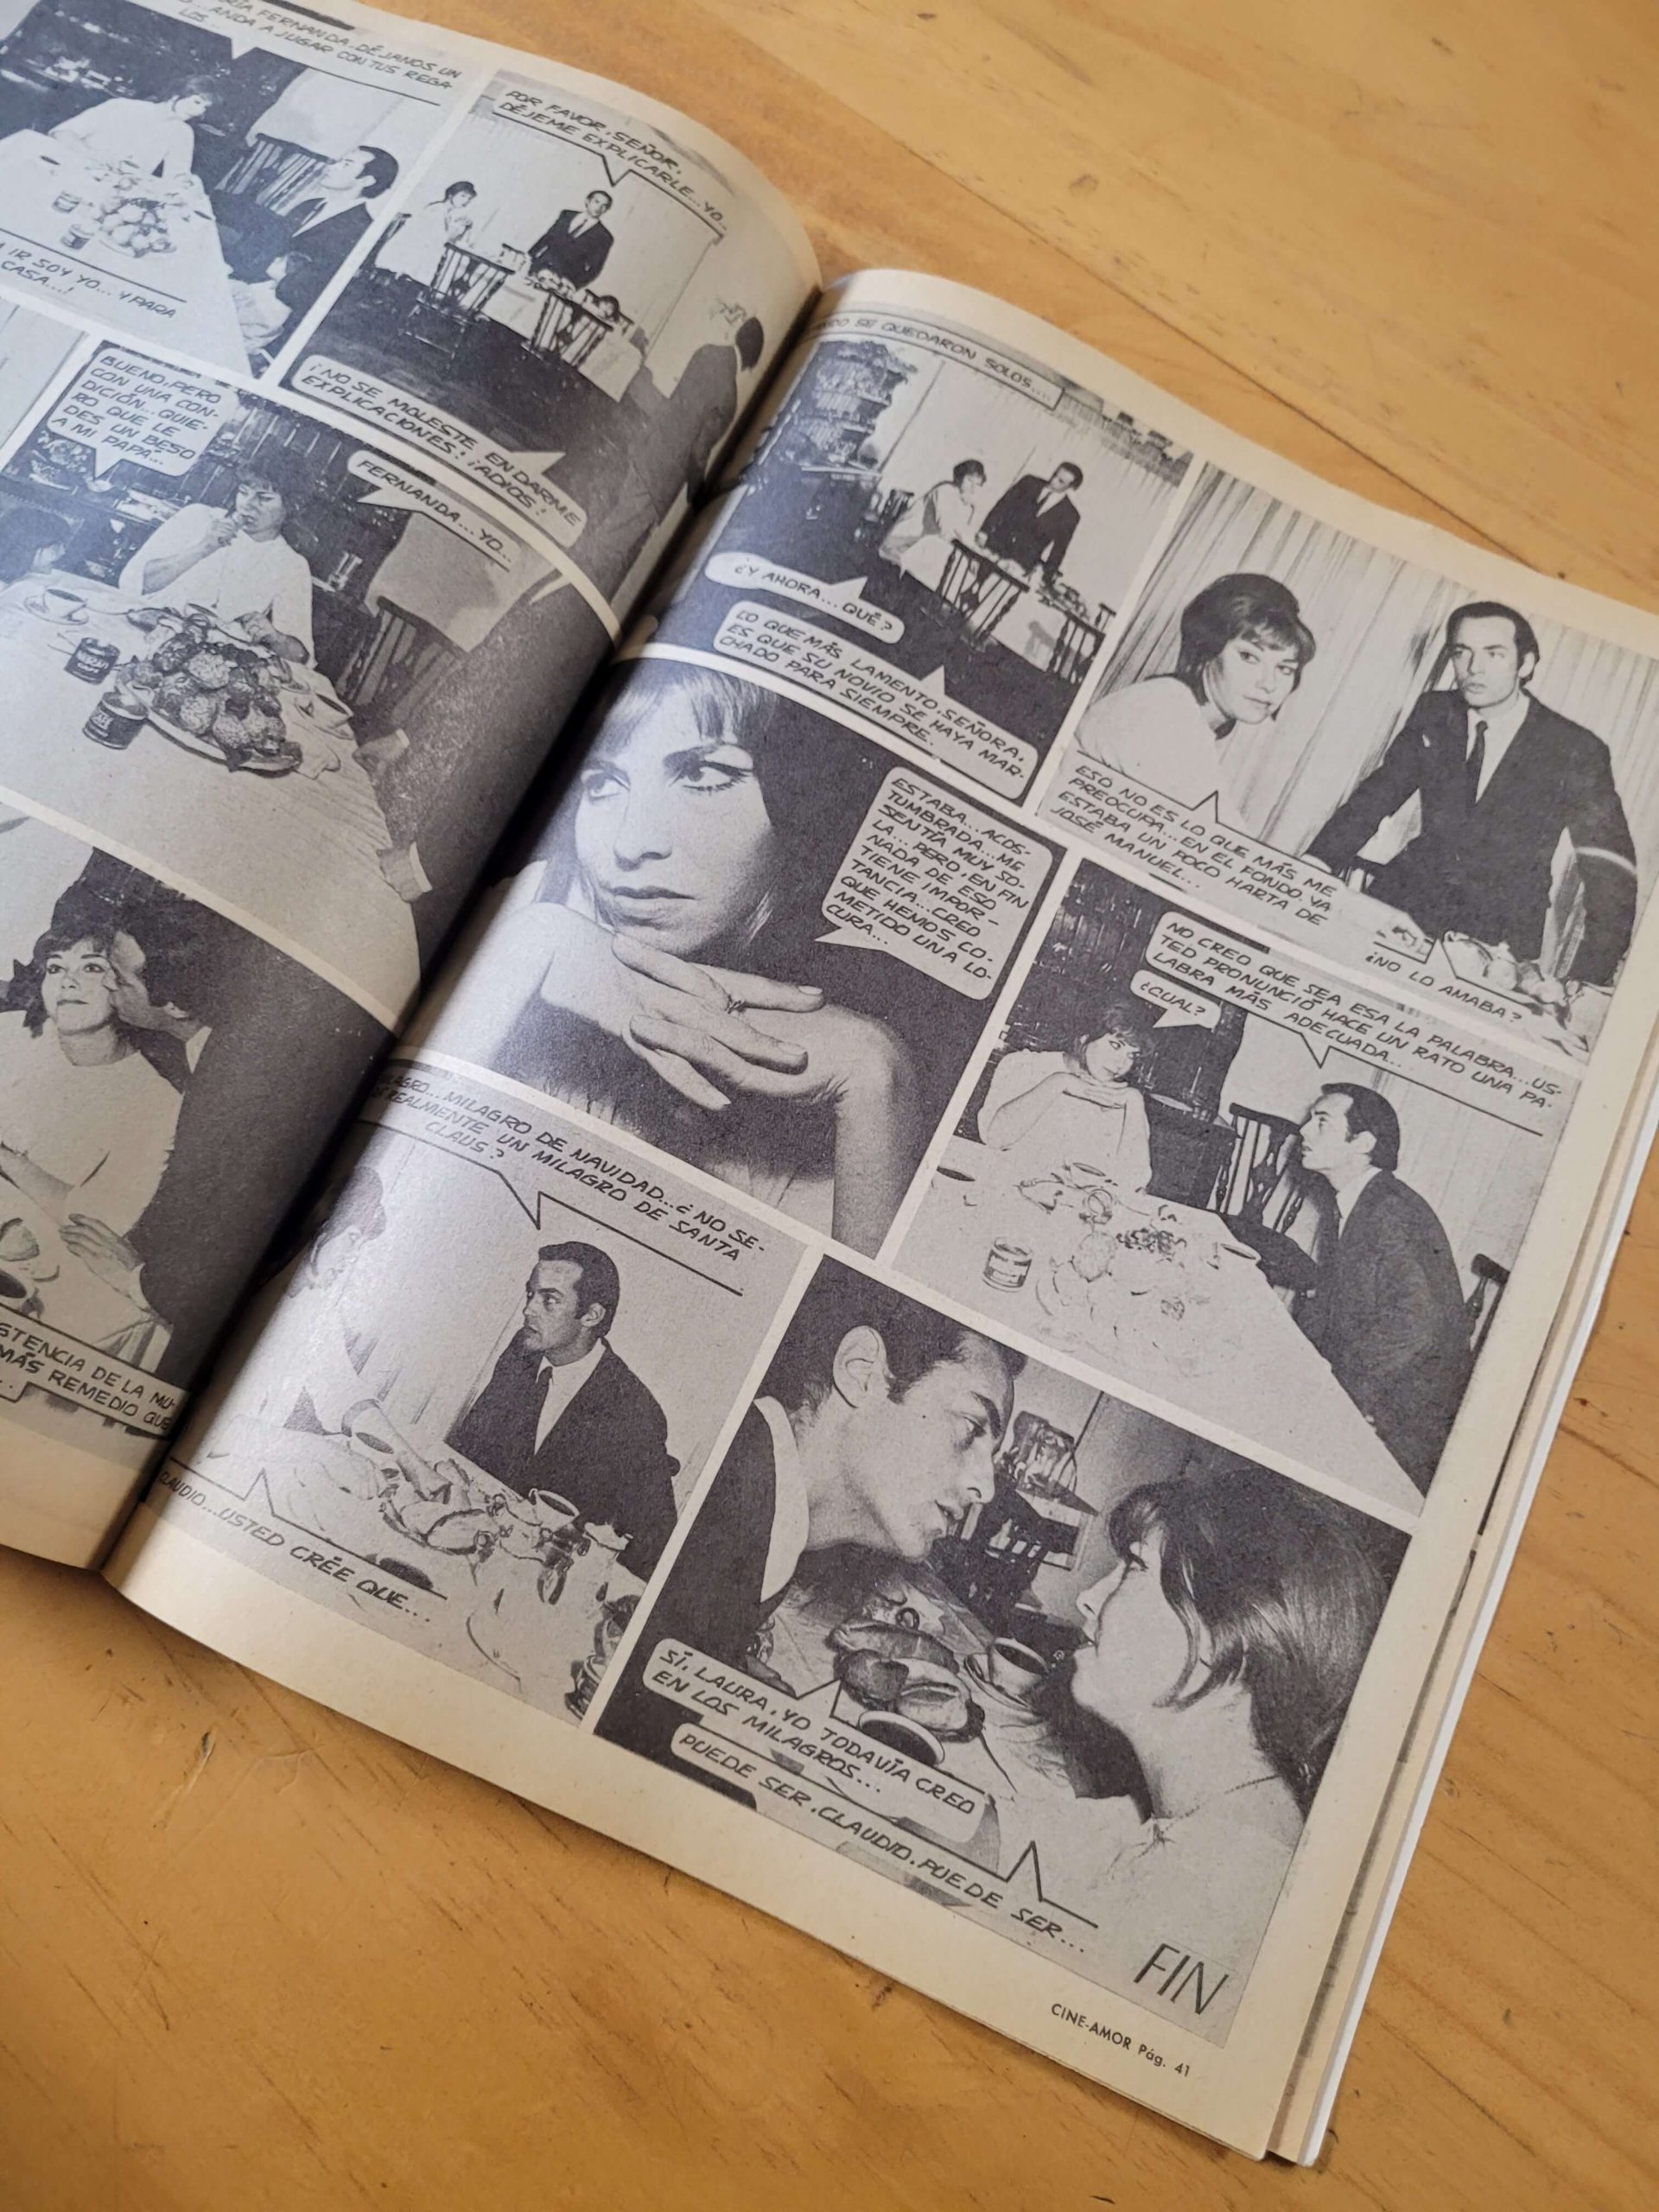 FERNANDA. DÉJANOS UN
ANDA A JUGAR CON TUS REGA-
LOS
IR SOY YO... Y PARA
CASA...!
POR FAVOR, SEÑOR,
DÉJEME EXPLICARLE... YO...
¡NO SE MOLESTE EN DARME
EXPLICACIONES! ¡ADIOS!
BUENO, PERO
CON UNA CON-
DICIÓN... QUIE-
RO QUE LE
DES UN BESO
A MI PAPÁ...
FERNANDA... YO...
DE LA
MÁS REMEDIO QUE
SE QUEDARON SOLOS...
¿Y AHORA... QUÉ?
LO QUE MÁS LAMENTO, SEÑORA,
ES QUE SU NOVIO SE HAYA MAR-
CHADO PARA SIEMPRE.
ESO NO ES LO QUE MÁS ME
PREOCUPA... EN EL FONDO, YA
ESTABA UN POCO HARTA DE
JOSÉ MANUEL...
¿NO LO AMABA?
ESTABA... ACOS-
TUMBRADA... ME
SENTÍA MUY SO-
LA... PERO, EN FIN
NADA DE ESO
TIENE IMPOR-
TANCIA... CREO
QUE HEMOS CO-
METIDO UNA LO-
CURA...
NO CREO QUE SEA ESA LA PALABRA... US-
TED PRONUNCIÓ HACE UN RATO UNA PA-
LABRA MÁS ADECUADA...
¿CUAL?
MILAGRO DE NAVIDAD... ¿NO SE-
REALMENTE UN MILAGRO DE SANTA
CLAUS?
CLAUDIO... USTED CRÉE QUE...
SÍ, LAURA, YO TODAVÍA CREO
EN LOS MILAGROS...
PUEDE SER, CLAUDIO, PUEDE SER...
FIN
CINE-AMOR Pág. 41